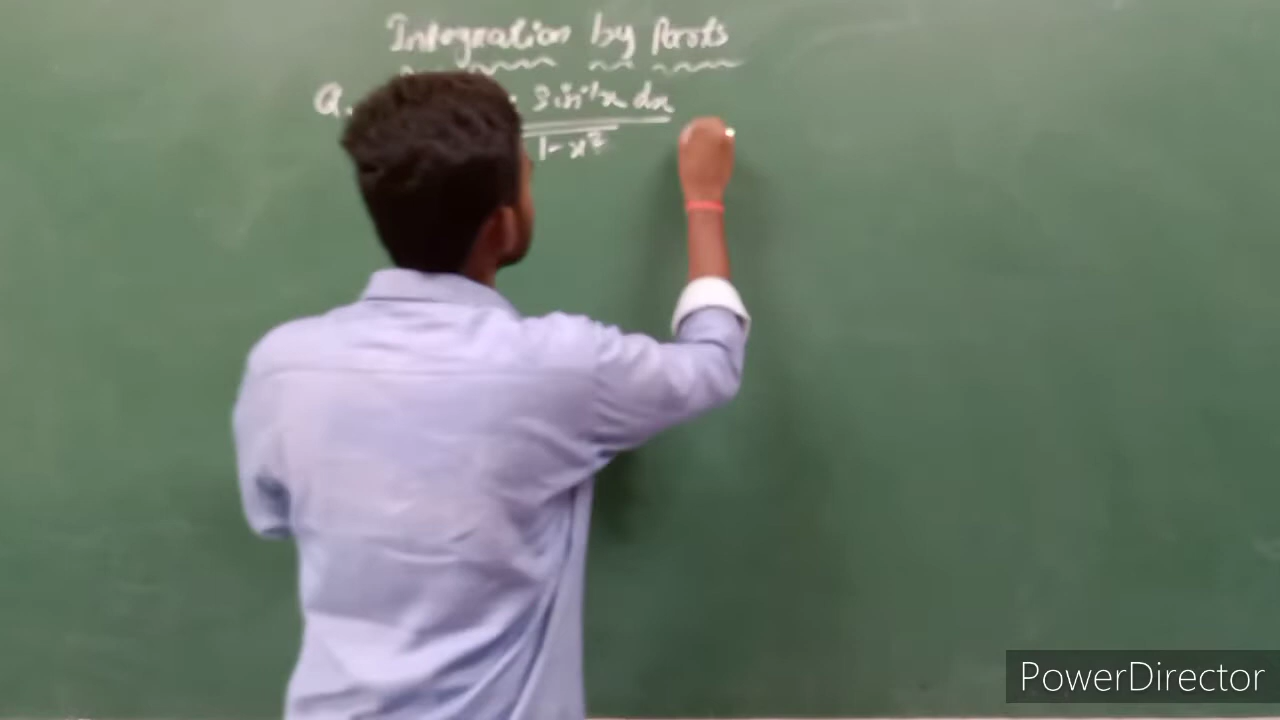 Integration by Parts
Q. sin⁻¹x dx
1-x²
PowerDirector